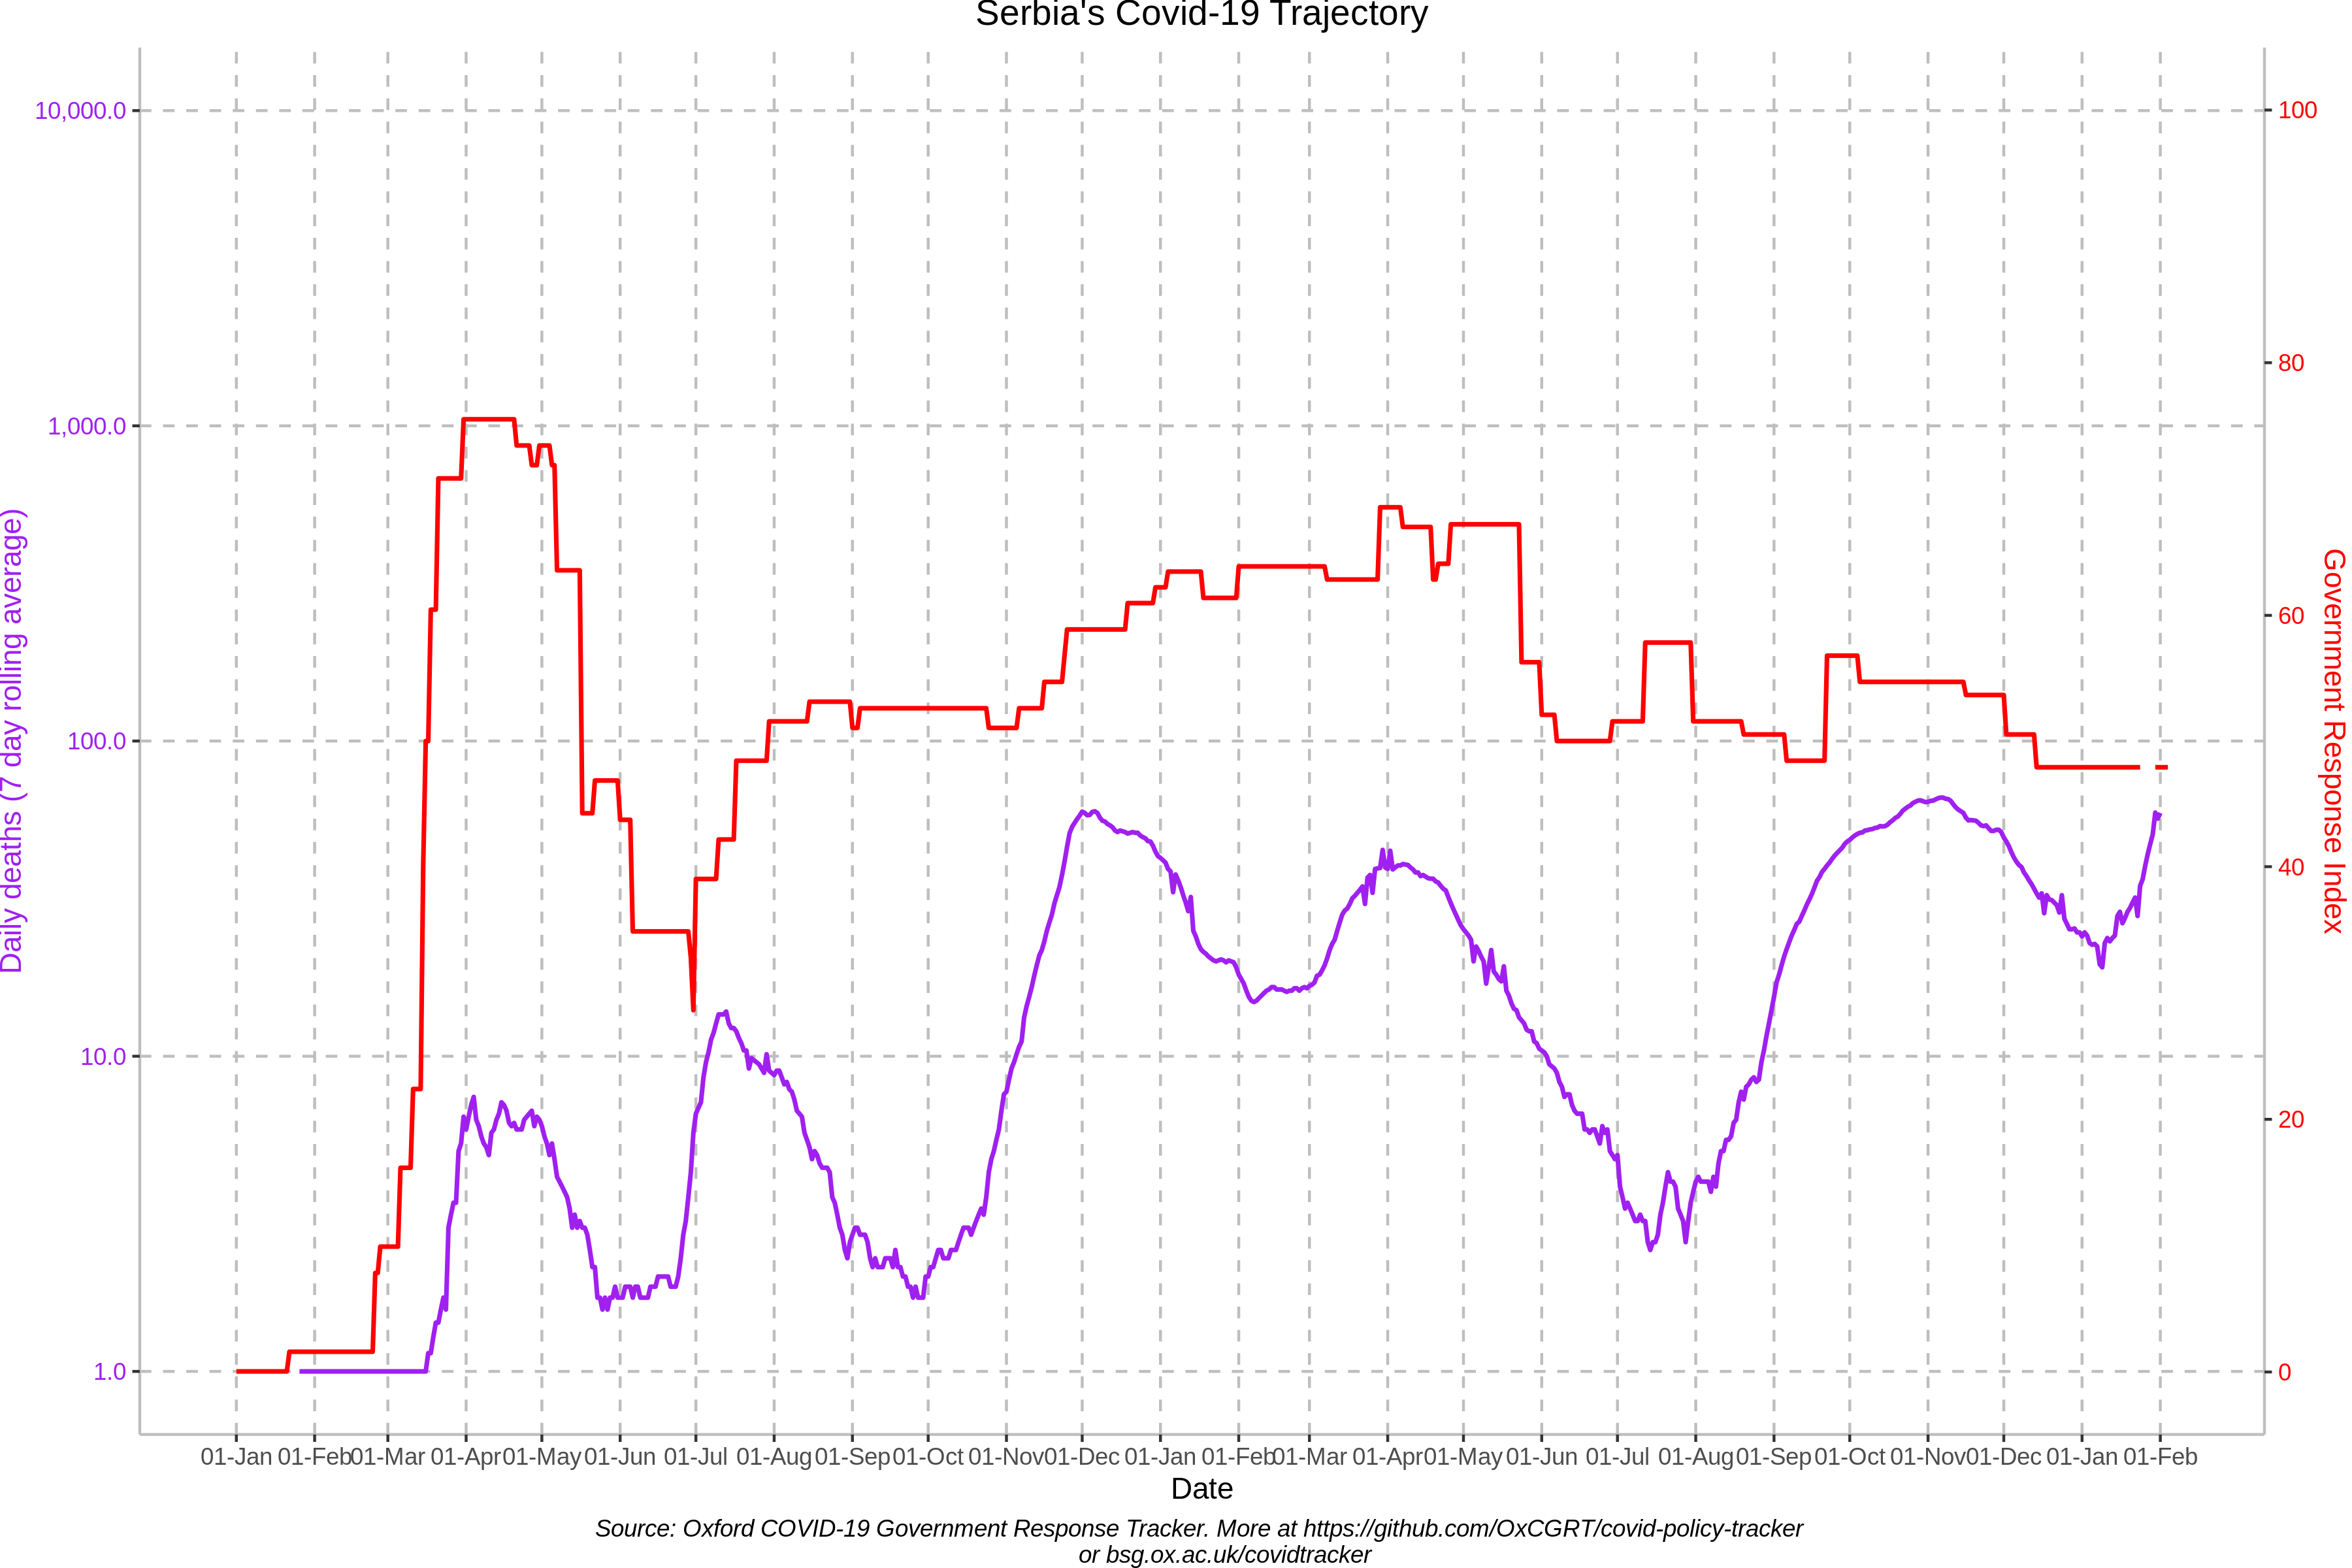 Serbia's Covid-19 Trajectory
10,000.0
1,000.0
100.0
10.0
1.0
Daily deaths (7 day rolling average)
100
80
60
40
20
0
Government Response Index
01-Jan 01-Feb 01-Mar 01-Apr 01-May 01-Jun 01-Jul 01-Aug 01-Sep 01-Oct 01-Nov 01-Dec 01-Jan 01-Feb 01-Mar 01-Apr 01-May 01-Jun 01-Jul 01-Aug 01-Sep 01-Oct 01-Nov 01-Dec 01-Jan 01-Feb
Date
Source: Oxford COVID-19 Government Response Tracker. More at https://github.com/OxCGRT/covid-policy-tracker
or bsg.ox.ac.uk/covidtracker